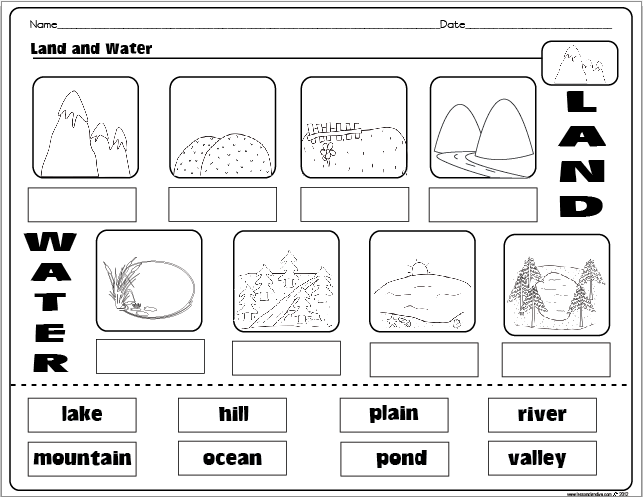 Name Date
Land and Water
LAND
WATER
lake hill plain river
mountain ocean pond valley